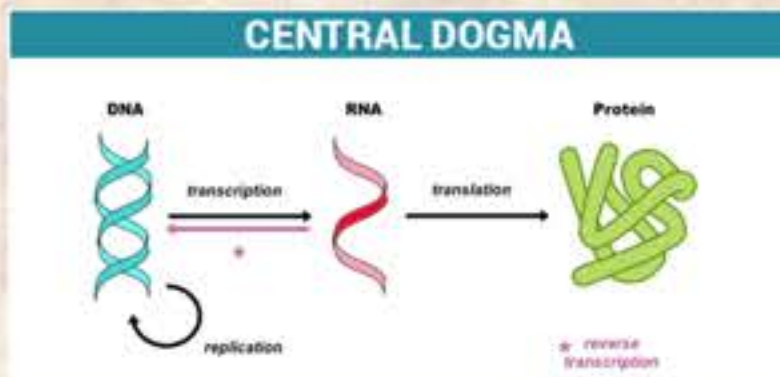 CENTRAL DOGMA
DNA RNA Protein
transcription translation
*
replication
* reverse
transcription